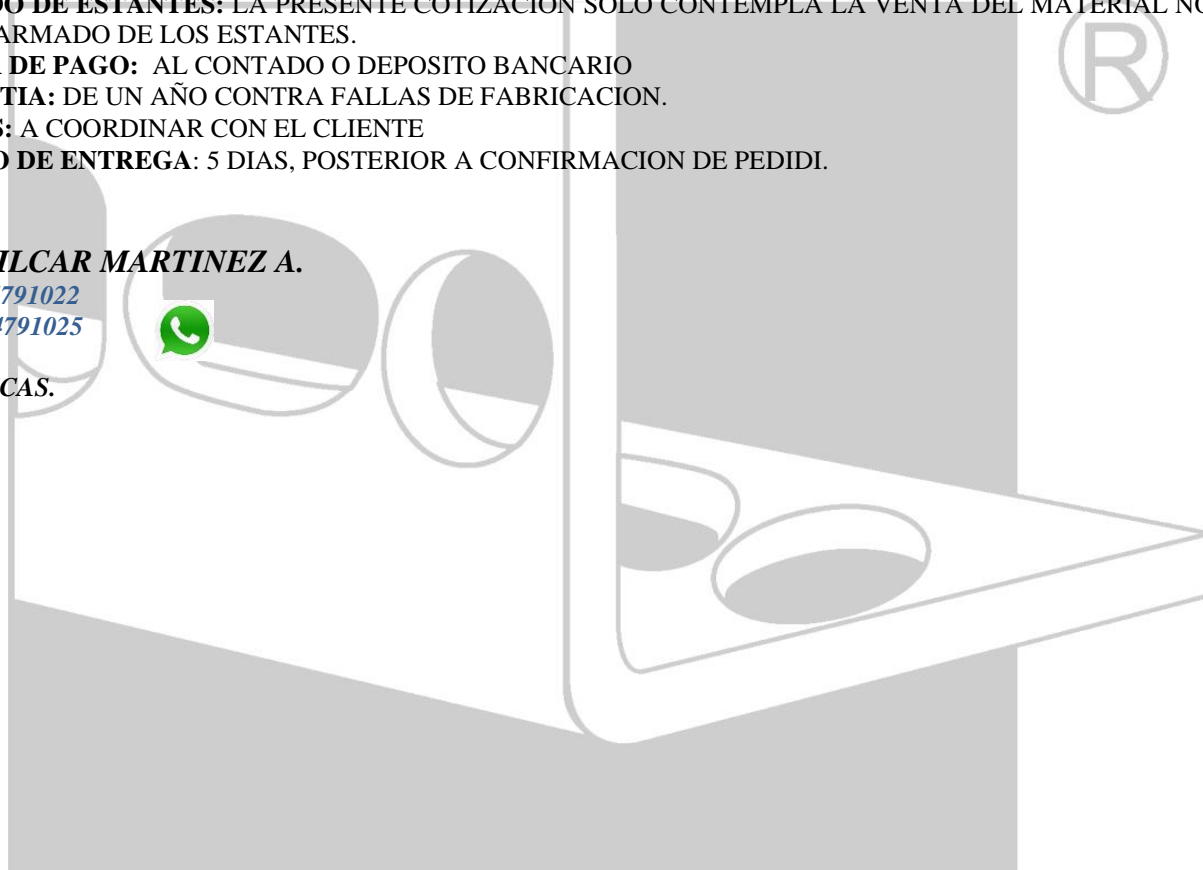 DO DE ESTANTES: LA PRESENTE COTIZACION SOLO CONTEMPLA LA VENTA DEL MATERIAL NO
ARMADO DE LOS ESTANTES.
DE PAGO: AL CONTADO O DEPOSITO BANCARIO
TIA: DE UN AÑO CONTRA FALLAS DE FABRICACION.
S: A COORDINAR CON EL CLIENTE
O DE ENTREGA: 5 DIAS, POSTERIOR A CONFIRMACION DE PEDIDI.
ILCAR MARTINEZ A.
791022
4791025
CAS.
R